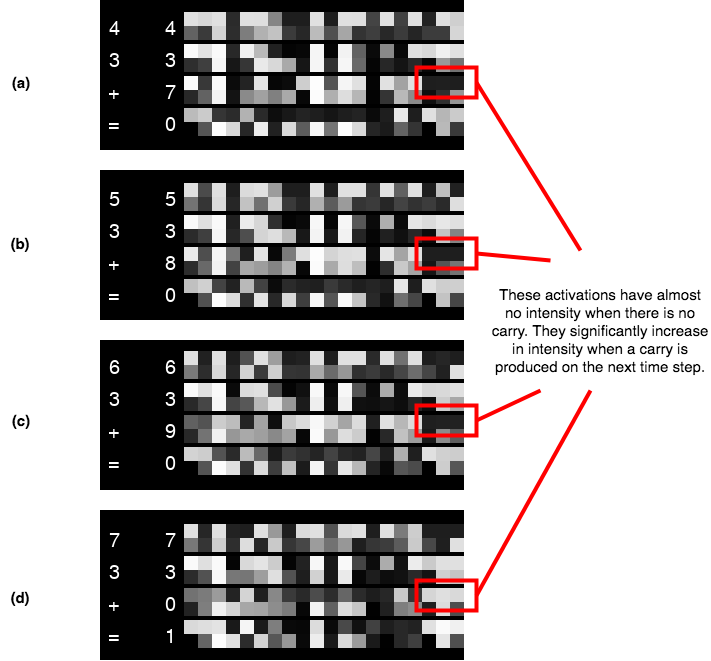 4 4
3 3
(a)
+ 7
= 0
5 5
(b)
3 3
+ 8
= 0
These activations have almost
no intensity when there is no
carry. They significantly increase
in intensity when a carry is
produced on the next time step.
6 6
3 3
(c)
+ 9
= 0
7 7
3 3
(d)
+ 0
= 1